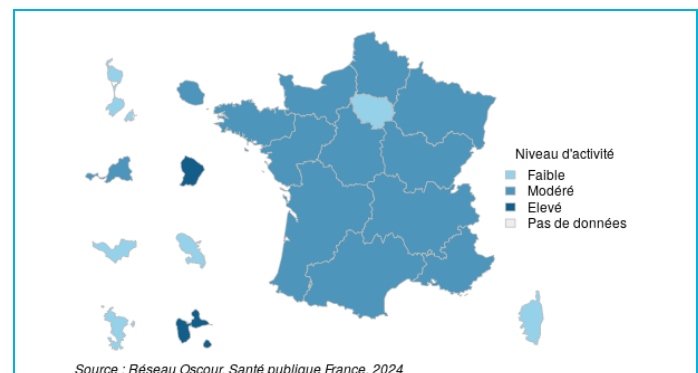 Niveau d'activité
Faible
Modéré
Elevé
Pas de données
Source : Réseau Oscour, Santé publique France, 2024